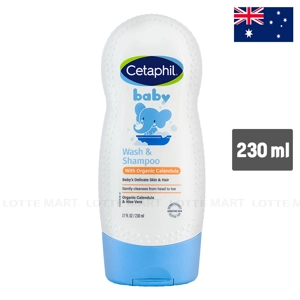 Cetaphil
baby
Wash &
Shampoo
With Organic Calendula
Baby's Delicate Skin & Hair
Gently cleanses from head to toe
Organic Calendula
& Aloe Vera
230 ml
LOTTE MART